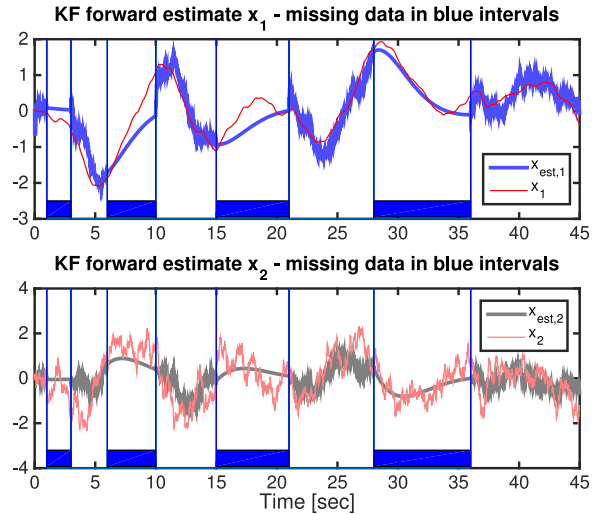 KF forward estimate x1 - missing data in blue intervals
2
1
0
-1
-2
-3
xest,1
x1
0 5 10 15 20 25 30 35 40 45
KF forward estimate x2 - missing data in blue intervals
4
2
0
-2
-4
xest,2
x2
0 5 10 15 20 25 30 35 40 45
Time [sec]